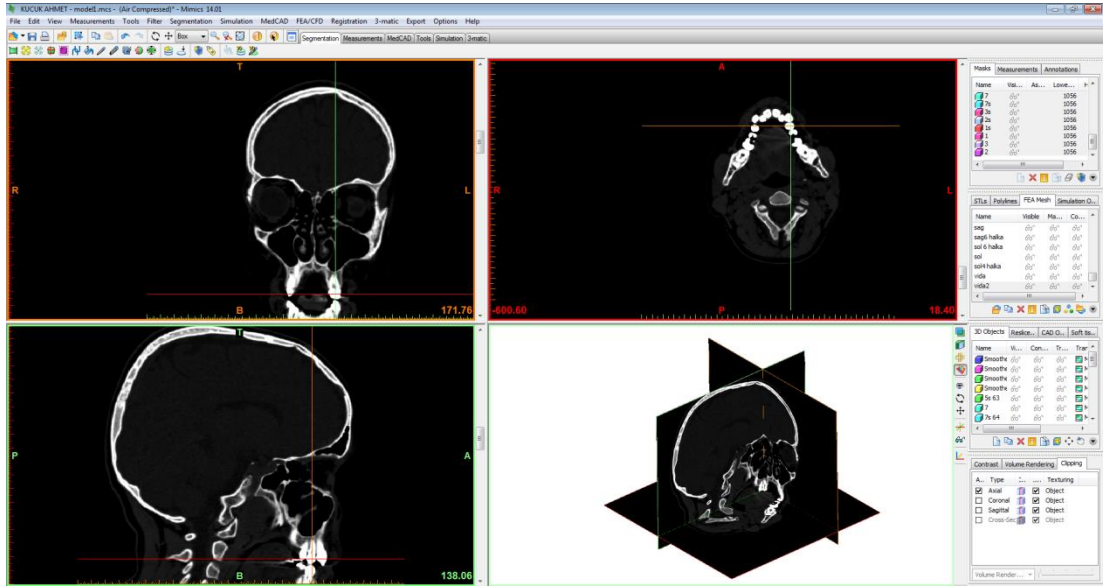 KUCUK AHMET - model1.mcs - (Air Compressed)* - Mimics 14.01
File Edit View Measurements Tools Filter Segmentation Simulation MedCAD FEA/CFD Registration 3-matic Export Options Help
Box
Segmentation Measurements MedCAD Tools Simulation 3-matic
T
R
L
B
171.76
A
R
L
-600.60
P
18.40
T
P
A
B
138.06
Masks Measurements Annotations
Name Visi... As... Lowe...
7 1056
7s 1056
3s 1056
2s 1056
1s 1056
1 1056
3 1056
2 1056
STLs Polylines FEA Mesh Simulation O...
Name Visible Ma... Co...
sag
sag6 halka
sol 6 halka
sol
sol4 halka
vida
vida2
3D Objects Reslice... CAD O... Soft tis...
Name Vi... Con... Tr... Trar
Smoothe
Smoothe
Smoothe
Smoothe
5s 63
7
7s 64
Contrast Volume Rendering Clipping
A... Type Texturing
Axial Object
Coronal Object
Sagittal Object
Cross-Sec Object
Volume Render...